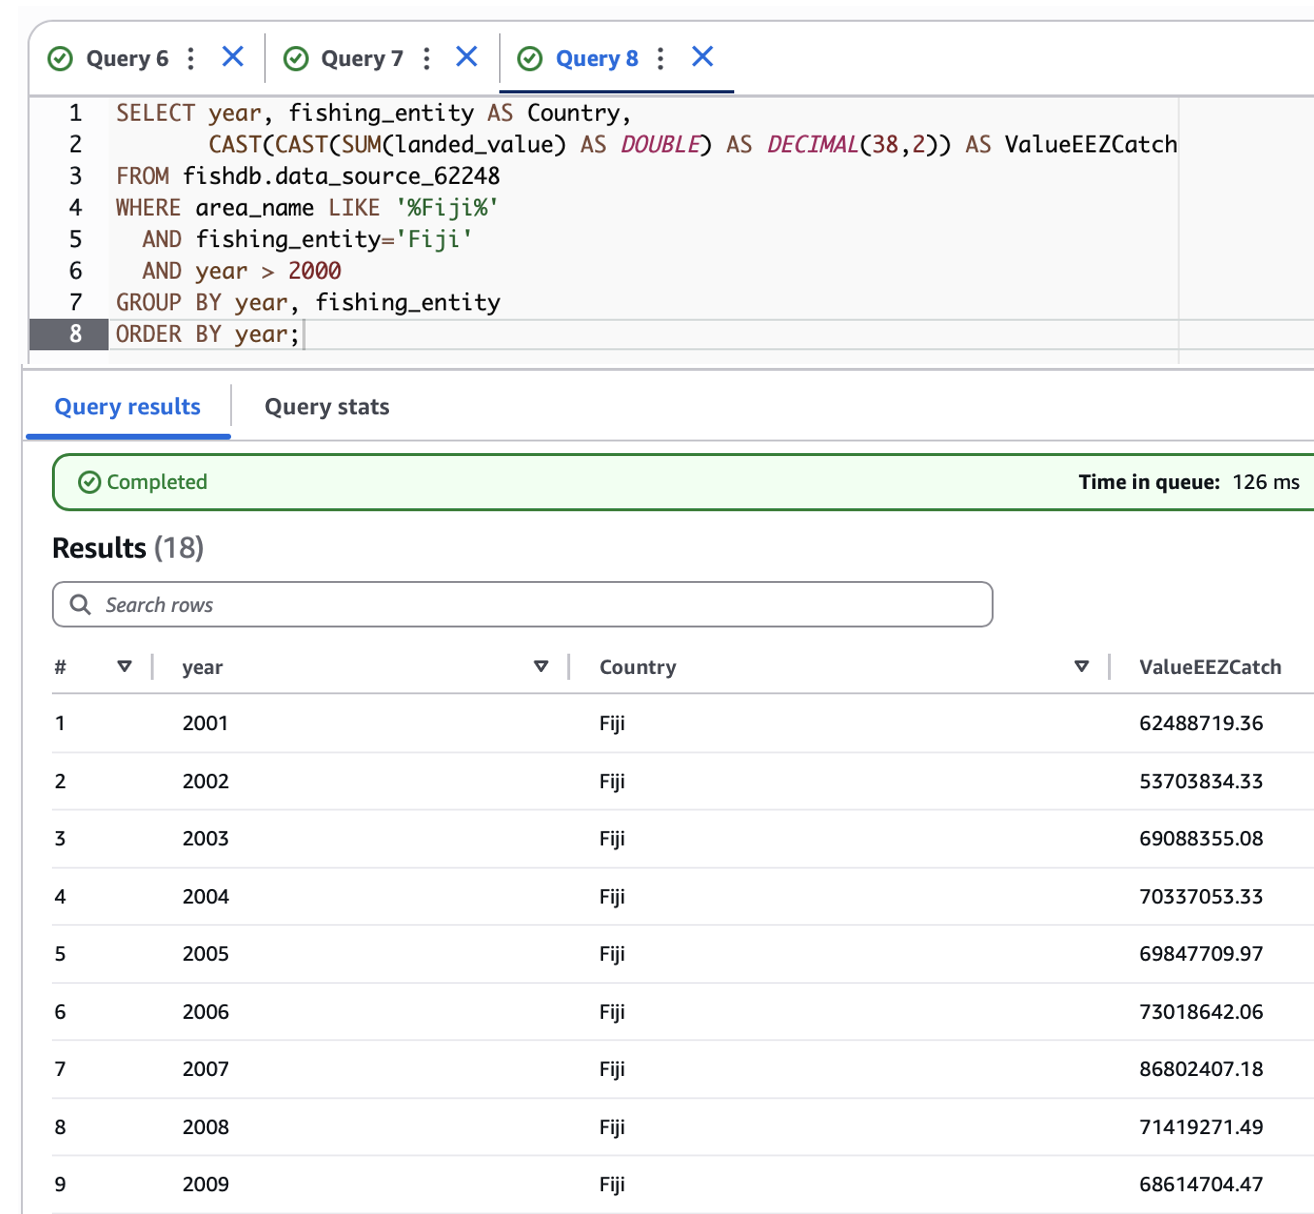 Query 6 Query 7 Query 8
1 SELECT year, fishing_entity AS Country,
2 CAST(CAST(SUM(landed_value) AS DOUBLE) AS DECIMAL(38,2)) AS ValueEEZCatch
3 FROM fishdb.data_source_62248
4 WHERE area_name LIKE '%Fiji%'
5 AND fishing_entity='Fiji'
6 AND year > 2000
7 GROUP BY year, fishing_entity
8 ORDER BY year;
Query results Query stats
Completed Time in queue: 126 ms
Results (18)
Search rows
# year Country ValueEEZCatch
1 2001 Fiji 62488719.36
2 2002 Fiji 53703834.33
3 2003 Fiji 69088355.08
4 2004 Fiji 70337053.33
5 2005 Fiji 69847709.97
6 2006 Fiji 73018642.06
7 2007 Fiji 86802407.18
8 2008 Fiji 71419271.49
9 2009 Fiji 68614704.47